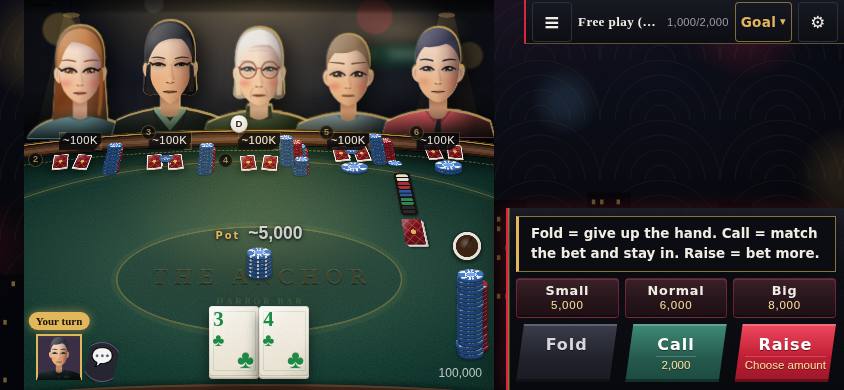 Free play (...
1,000/2,000
Goal ▾
D
3
5
6
~100K
~100K
~100K
~100K
~100K
2
4
Pot ~5,000
THE ANCHOR
HARBOR BAR
3 4
Your turn
100,000
Fold = give up the hand. Call = match
the bet and stay in. Raise = bet more.
Small
5,000
Normal
6,000
Big
8,000
Fold
Call
2,000
Raise
Choose amount